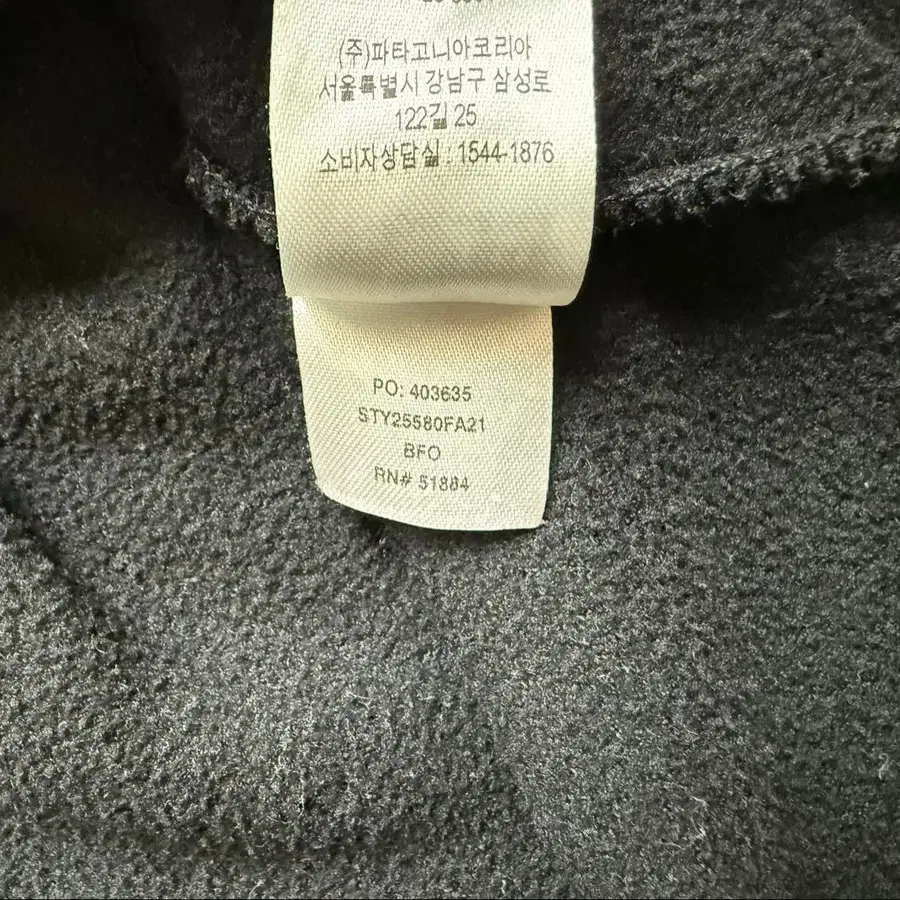 (주)파타고니아코리아
서울특별시 강남구 삼성로
122길 25
소비자상담실 : 1544-1876
PO: 403635
STY25580FA21
BFO
RN# 51884